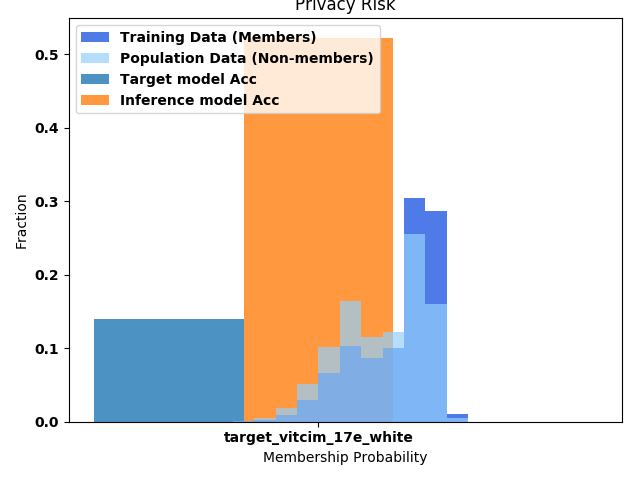 Privacy Risk
Training Data (Members)
Population Data (Non-members)
Target model Acc
Inference model Acc
0.5
0.4
0.3
0.2
0.1
0.0
Fraction
target_vitcim_17e_white
Membership Probability